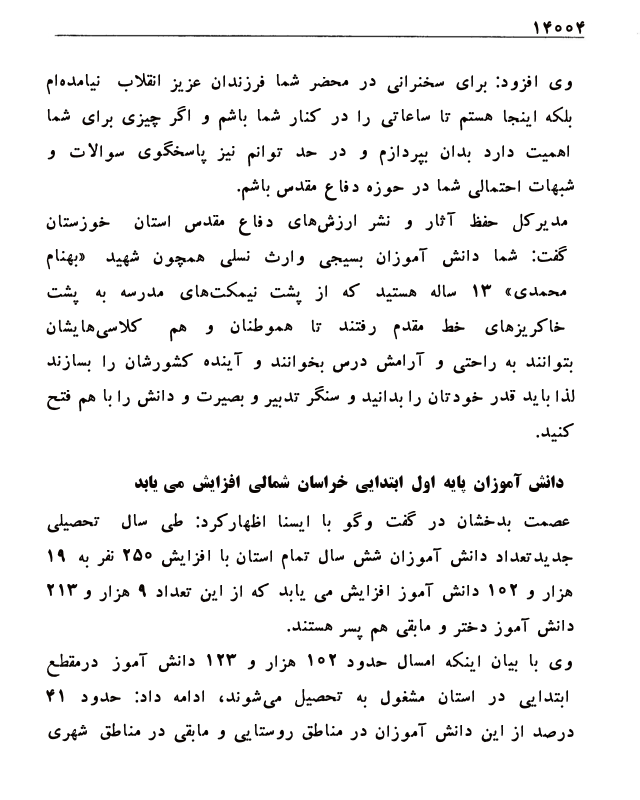 ۱۴۰۰۴
وی افزود: برای سخنرانی در محضر شما فرزندان عزیز انقلاب نیامده‌ام
بلکه اینجا هستم تا ساعاتی را در کنار شما باشم و اگر چیزی برای شما
اهمیت دارد بدان بپردازم و در حد توانم نیز پاسخگوی سوالات و
شبهات احتمالی شما در حوزه دفاع مقدس باشم.
مدیرکل حفظ آثار و نشر ارزش‌های دفاع مقدس استان خوزستان
گفت: شما دانش آموزان بسیجی وارث نسلی همچون شهید «بهنام
محمدی» ۱۳ ساله هستید که از پشت نیمکت‌های مدرسه به پشت
خاکریزهای خط مقدم رفتند تا هموطنان و هم کلاسی‌هایشان
بتوانند به راحتی و آرامش درس بخوانند و آینده کشورشان را بسازند
لذا باید قدر خودتان را بدانید و سنگر تدبیر و بصیرت و دانش را با هم فتح
کنید.
دانش آموزان پایه اول ابتدایی خراسان شمالی افزایش می یابد
عصمت بدخشان در گفت وگو با ایسنا اظهارکرد: طی سال تحصیلی
جدیدتعداد دانش آموزان شش سال تمام استان با افزایش ۲۵۰ نفر به ۱۹
هزار و ۱۰۲ دانش آموز افزایش می یابد که از این تعداد ۹ هزار و ۲۱۳
دانش آموز دختر و مابقی هم پسر هستند.
وی با بیان اینکه امسال حدود ۱۰۲ هزار و ۱۲۳ دانش آموز درمقطع
ابتدایی در استان مشغول به تحصیل می‌شوند، ادامه داد: حدود ۴۱
درصد از این دانش آموزان در مناطق روستایی و مابقی در مناطق شهری